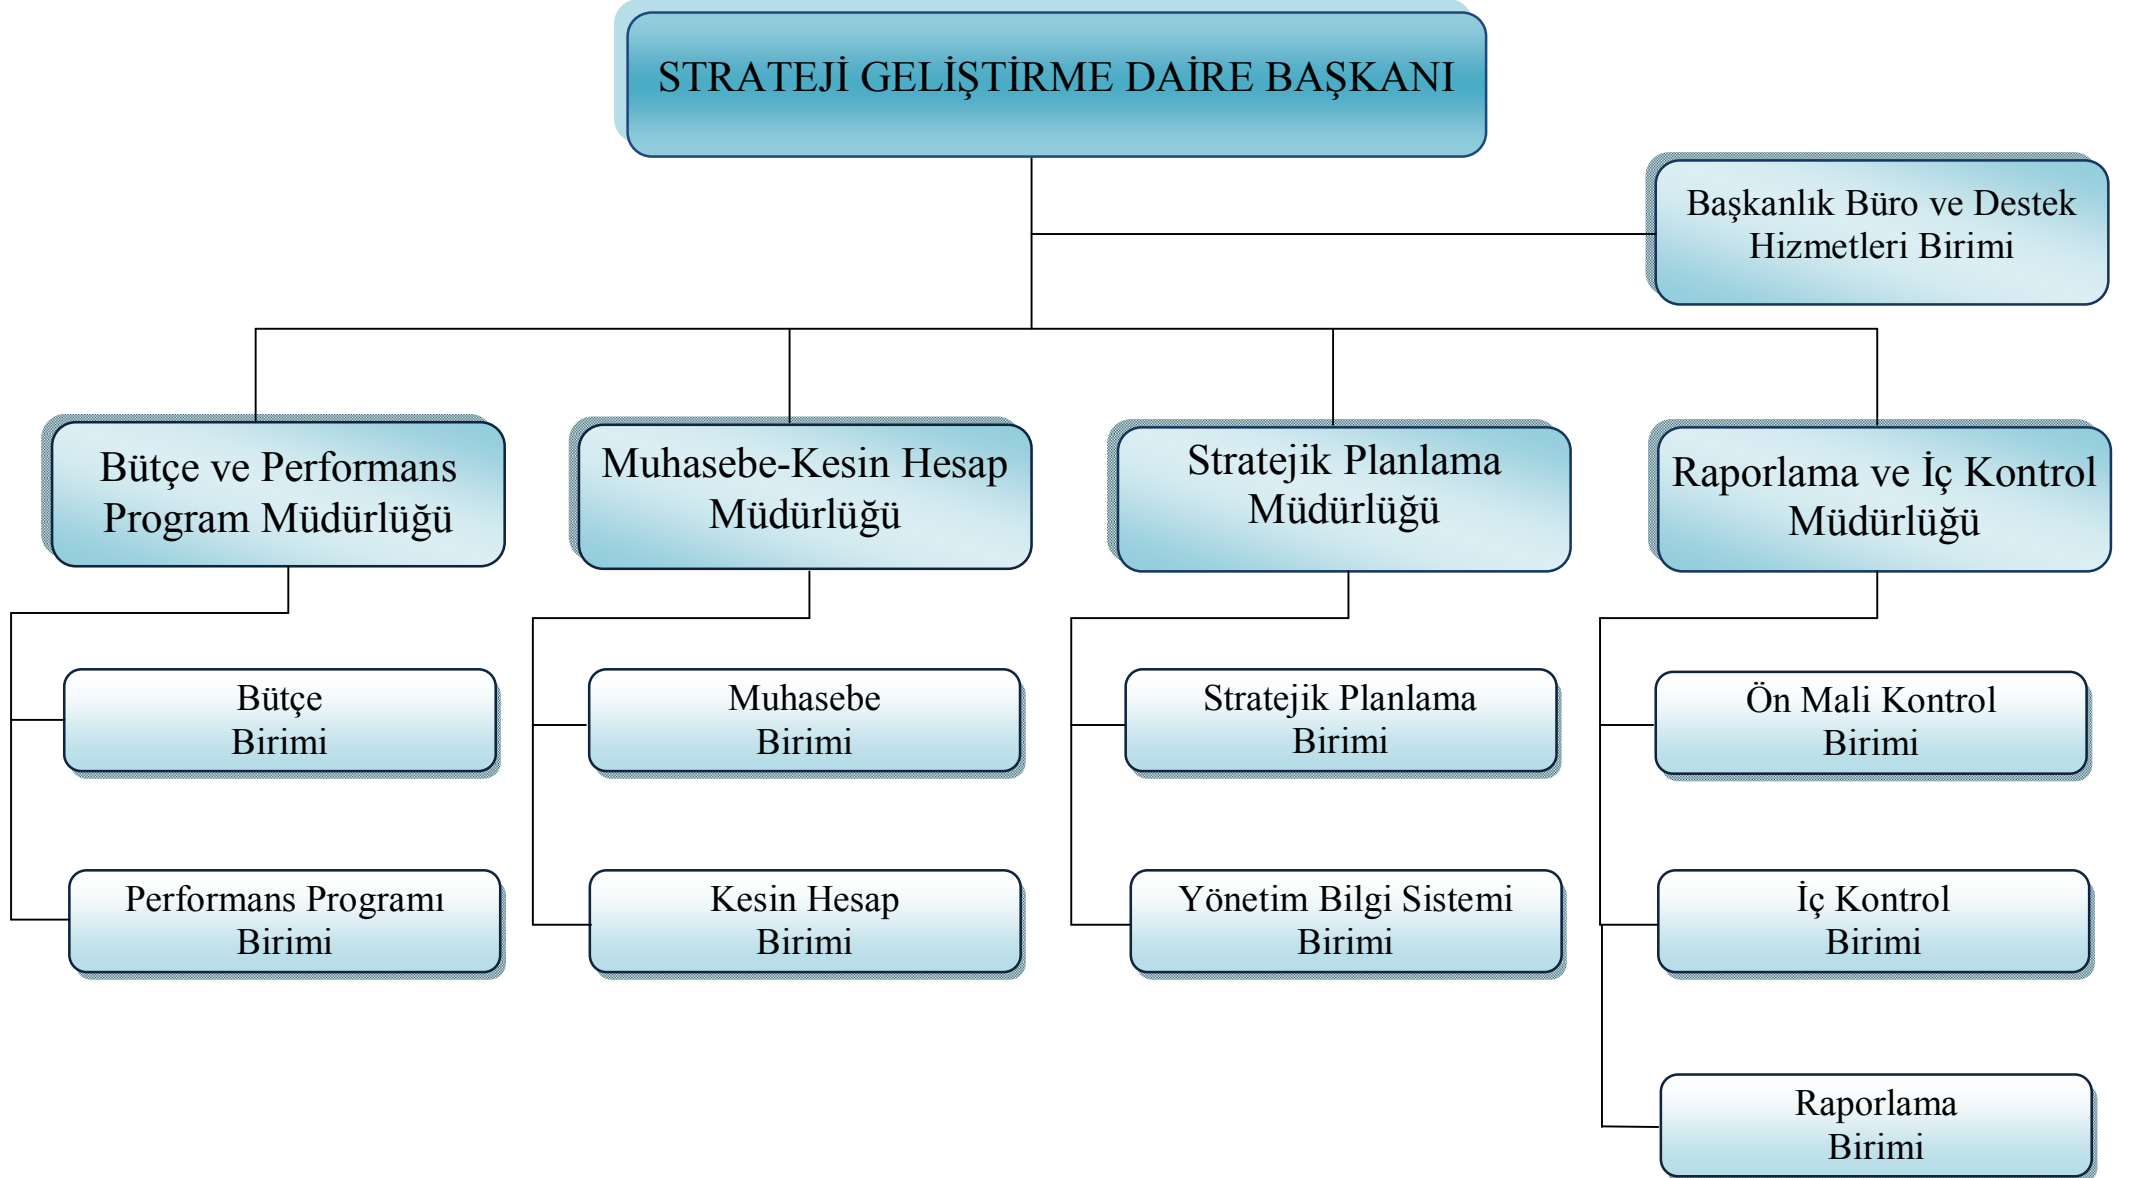 STRATEJİ GELİŞTİRME DAİRE BAŞKANI
Başkanlık Büro ve Destek
Hizmetleri Birimi
Bütçe ve Performans
Program Müdürlüğü
Muhasebe-Kesin Hesap
Müdürlüğü
Stratejik Planlama
Müdürlüğü
Raporlama ve İç Kontrol
Müdürlüğü
Bütçe
Birimi
Muhasebe
Birimi
Stratejik Planlama
Birimi
Ön Mali Kontrol
Birimi
Performans Programı
Birimi
Kesin Hesap
Birimi
Yönetim Bilgi Sistemi
Birimi
İç Kontrol
Birimi
Raporlama
Birimi